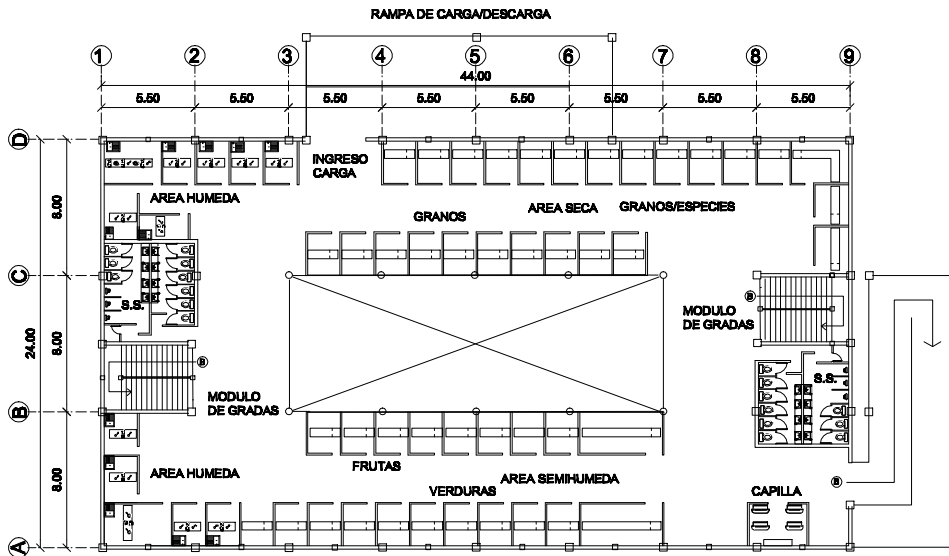 RAMPA DE CARGA/DESCARGA
1 2 3 4 5 6 7 8 9
44.00
5.50 5.50 5.50 5.50 5.50 5.50 5.50 5.50
D
INGRESO
CARGA
AREA HUMEDA
AREA SECA
GRANOS/ESPECIES
GRANOS
8.00
C
S.S.
B
MODULO
DE GRADAS
24.00
8.00
B
S.S.
MODULO
DE GRADAS
B
FRUTAS
AREA HUMEDA
AREA SEMIHUMEDA
B
8.00
VERDURAS
CAPILLA
A